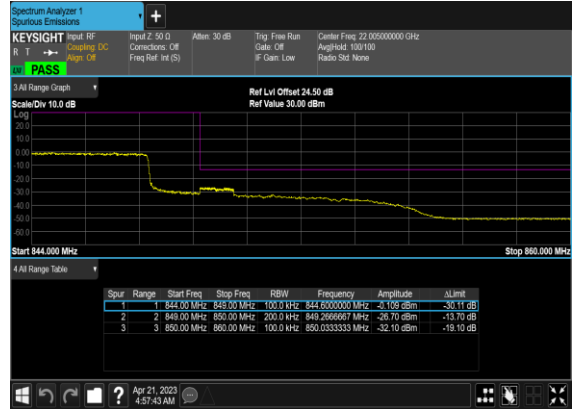 Spectrum Analyzer 1
Spurious Emissions
+
KEYSIGHT Input: RF Input Z: 50 Ω Atten: 30 dB Trig: Free Run Center Freq: 22.005000000 GHz
R T Coupling: DC Corrections: Off Gate: Off Avg|Hold: 100/100
Align: Off Freq Ref: Int (S) IF Gain: Low Radio Std: None
LW PASS
3 All Range Graph
Ref Lvl Offset 24.50 dB
Scale/Div 10.0 dB Ref Value 30.00 dBm
Log
20.0
10.0
0.00
-10.0
-20.0
-30.0
-40.0
-50.0
-60.0
Start 844.000 MHz Stop 860.000 MHz
4 All Range Table
Spur Range Start Freq Stop Freq RBW Frequency Amplitude ΔLimit
1 1 844.00 MHz 849.00 MHz 100.0 kHz 844.6000000 MHz -0.109 dBm -30.11 dB
2 2 849.00 MHz 850.00 MHz 200.0 kHz 849.2666667 MHz -26.70 dBm -13.70 dB
3 3 850.00 MHz 860.00 MHz 100.0 kHz 850.0333333 MHz -32.10 dBm -19.10 dB
? Apr 21, 2023
4:57:43 AM